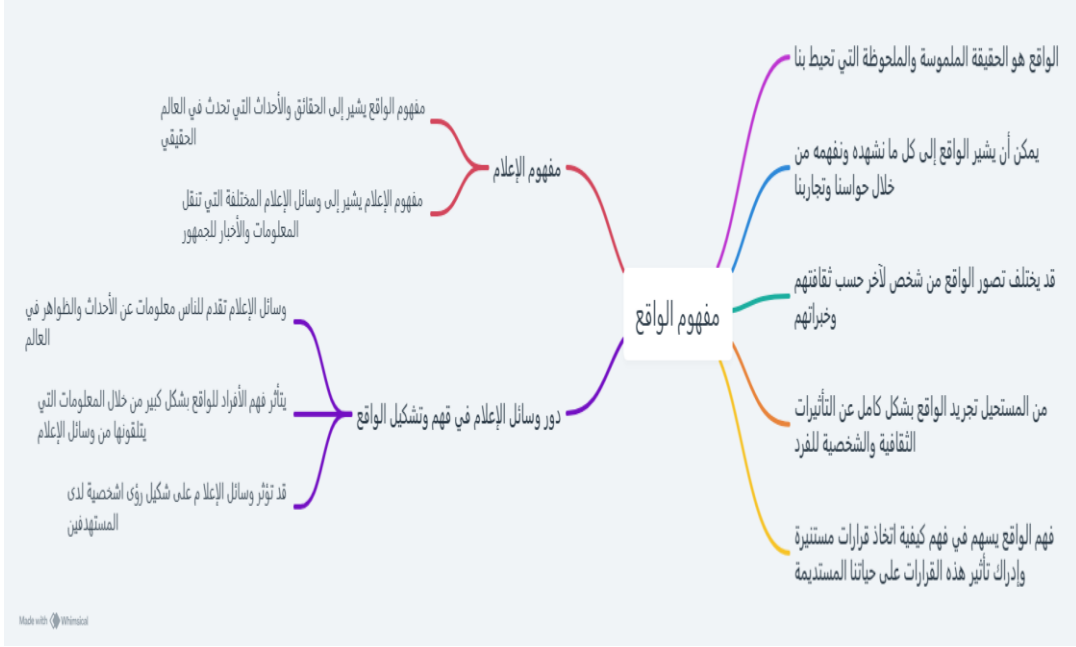 مفهوم الواقع
الواقع هو الحقيقة الملموسة والملحوظة التي تحيط بنا
يمكن أن يشير الواقع إلى كل ما نشهده ونفهمه من
خلال حواسنا وتجاربنا
قد يختلف تصور الواقع من شخص لآخر حسب ثقافتهم
وخبراتهم
من المستحيل تجريد الواقع بشكل كامل عن التأثيرات
الثقافية والشخصية للفرد
فهم الواقع يسهم في فهم كيفية اتخاذ قرارات مستنيرة
وإدراك تأثير هذه القرارات على حياتنا المستديمة
مفهوم الإعلام
مفهوم الواقع يشير إلى الحقائق والأحداث التي تحدث في العالم
الحقيقي
مفهوم الإعلام يشير إلى وسائل الإعلام المختلفة التي تنقل
المعلومات والأخبار للجمهور
دور وسائل الإعلام في فهم وتشكيل الواقع
وسائل الإعلام تقدم للناس معلومات عن الأحداث والظواهر في
العالم
يتأثر فهم الأفراد للواقع بشكل كبير من خلال المعلومات التي
يتلقونها من وسائل الإعلام
قد تؤثر وسائل الإعلا م على شكيل رؤى اشخصية لدى
المستهدفين
Made with Whimsical